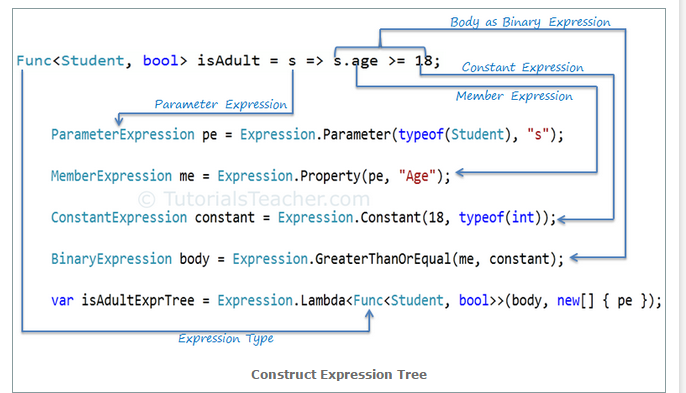 Body as Binary Expression
Func<Student, bool> isAdult = s => s.age >= 18;
Constant Expression
Member Expression
Parameter Expression
ParameterExpression pe = Expression.Parameter(typeof(Student), "s");
MemberExpression me = Expression.Property(pe, "Age");
© TutorialsTeacher.com
ConstantExpression constant = Expression.Constant(18, typeof(int));
BinaryExpression body = Expression.GreaterThanOrEqual(me, constant);
var isAdultExprTree = Expression.Lambda<Func<Student, bool>>(body, new[] { pe });
Expression Type
Construct Expression Tree